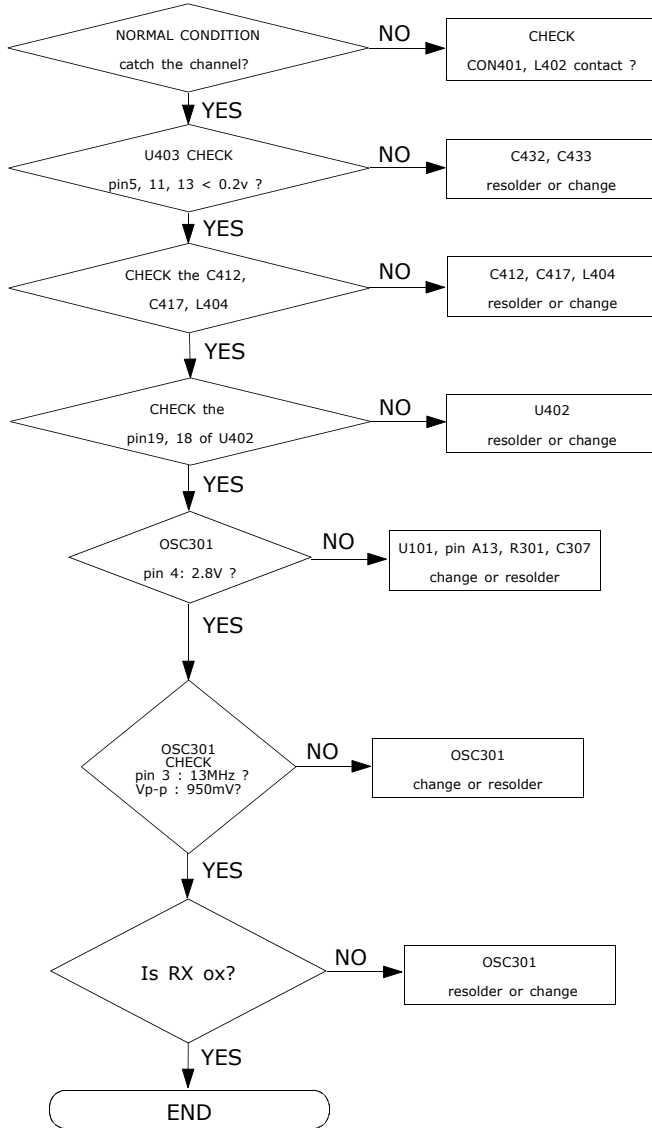 NORMAL CONDITION
catch the channel?
NO
CHECK
CON401, L402 contact ?
YES
U403 CHECK
pin5, 11, 13 < 0.2v ?
NO
C432, C433
resolder or change
YES
CHECK the C412,
C417, L404
NO
C412, C417, L404
resolder or change
YES
CHECK the
pin19, 18 of U402
NO
U402
resolder or change
YES
OSC301
pin 4: 2.8V ?
NO
U101, pin A13, R301, C307
change or resolder
YES
OSC301
CHECK
pin 3 : 13MHz ?
Vp-p : 950mV?
NO
OSC301
change or resolder
YES
Is RX ox?
NO
OSC301
resolder or change
YES
END